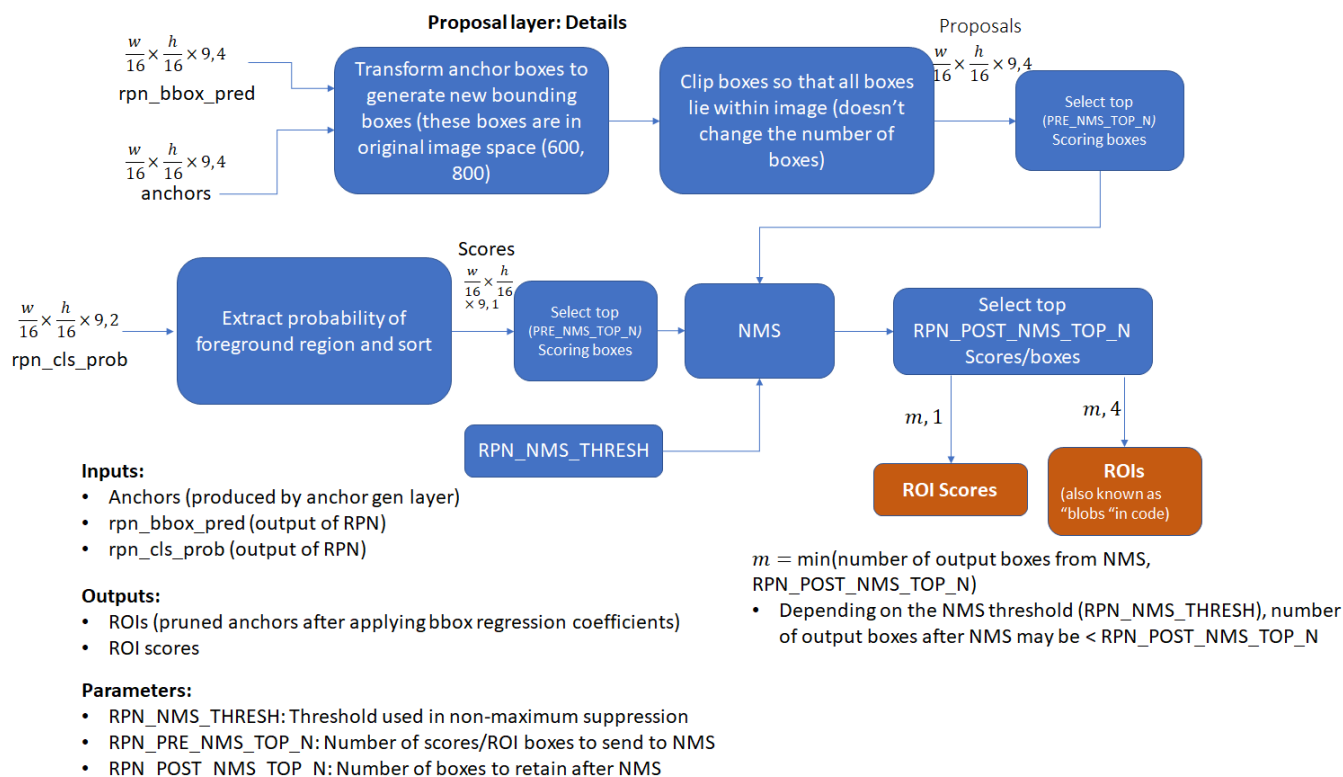 Proposal layer: Details
w/16 × h/16 × 9,4
rpn_bbox_pred
w/16 × h/16 × 9,4
anchors
Transform anchor boxes to
generate new bounding
boxes (these boxes are in
original image space (600,
800)
Clip boxes so that all boxes
lie within image (doesn’t
change the number of
boxes)
Proposals
w/16 × h/16 × 9,4
Select top
(PRE_NMS_TOP_N)
Scoring boxes
w/16 × h/16 × 9,2
rpn_cls_prob
Extract probability of
foreground region and sort
Scores
w/16 × h/16
× 9,1
Select top
(PRE_NMS_TOP_N)
Scoring boxes
NMS
Select top
RPN_POST_NMS_TOP_N
Scores/boxes
RPN_NMS_THRESH
m, 1
m, 4
ROI Scores
ROIs
(also known as
“blobs “in code)
Inputs:
• Anchors (produced by anchor gen layer)
• rpn_bbox_pred (output of RPN)
• rpn_cls_prob (output of RPN)
Outputs:
• ROIs (pruned anchors after applying bbox regression coefficients)
• ROI scores
Parameters:
• RPN_NMS_THRESH: Threshold used in non-maximum suppression
• RPN_PRE_NMS_TOP_N: Number of scores/ROI boxes to send to NMS
• RPN_POST_NMS_TOP_N: Number of boxes to retain after NMS
m = min(number of output boxes from NMS,
RPN_POST_NMS_TOP_N)
• Depending on the NMS threshold (RPN_NMS_THRESH), number
of output boxes after NMS may be < RPN_POST_NMS_TOP_N